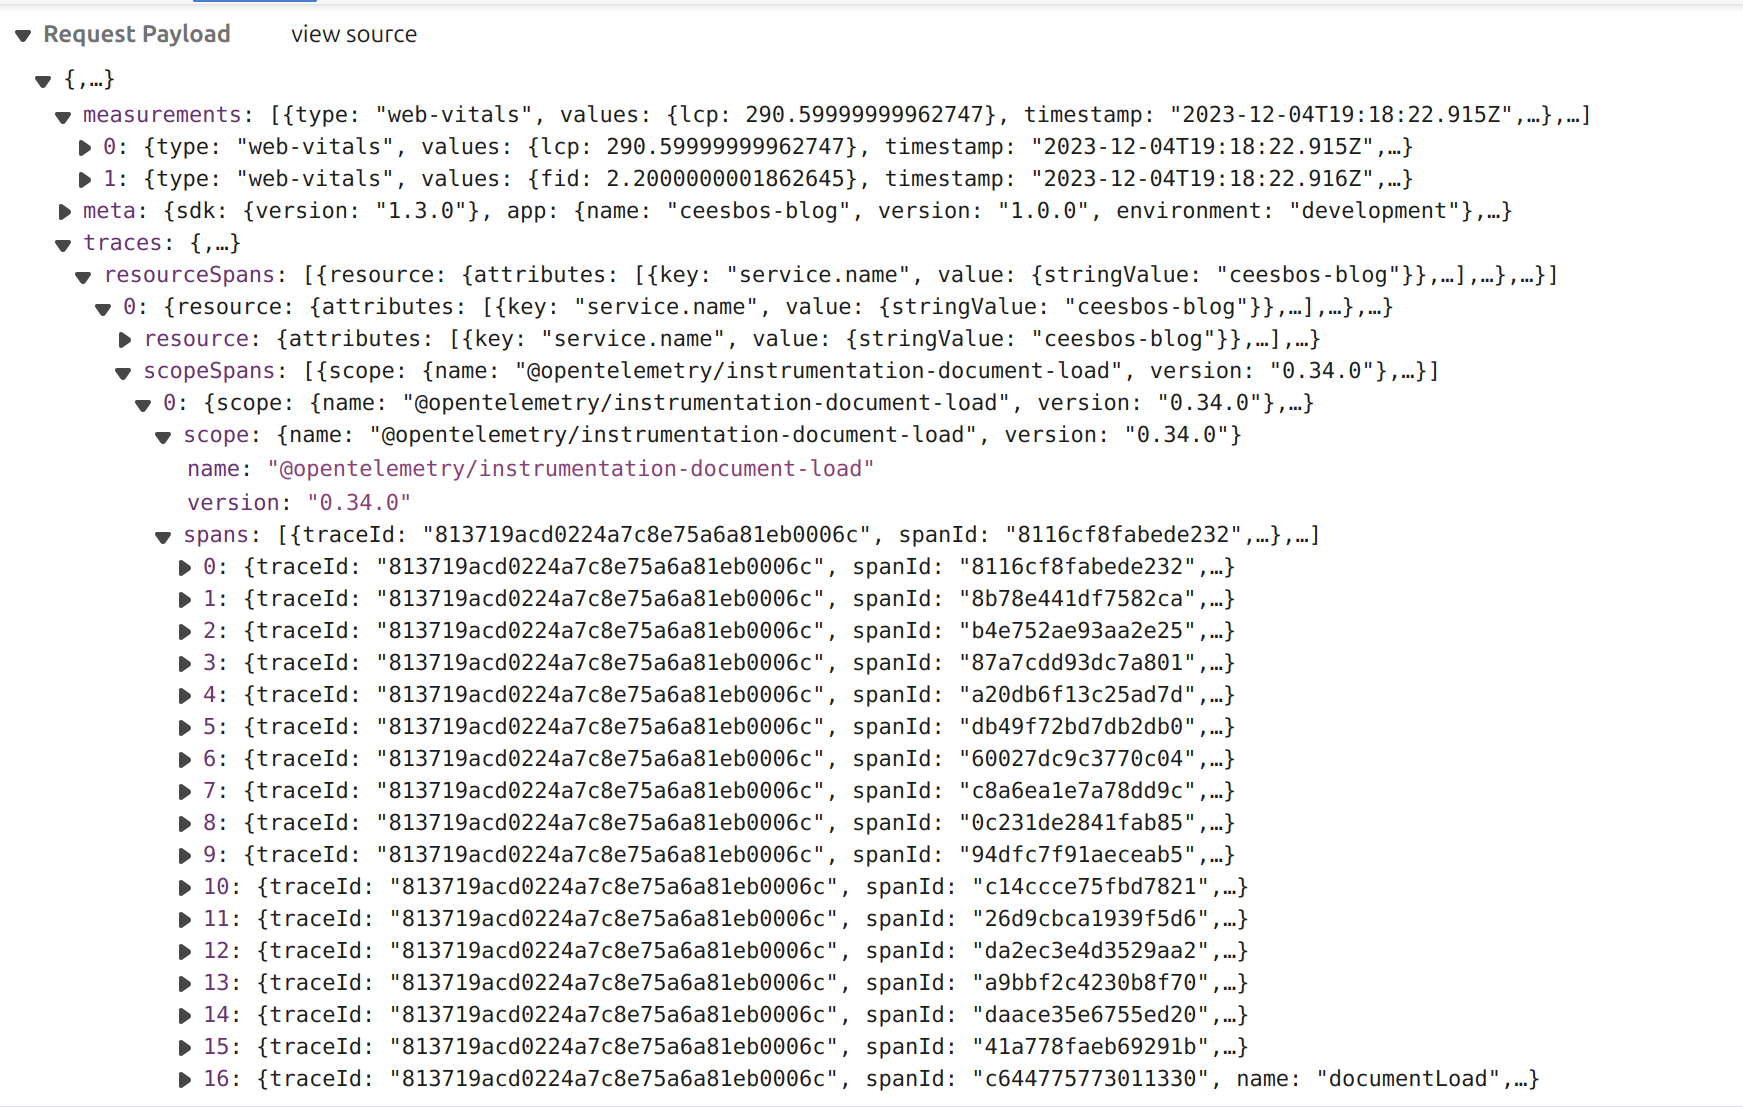 Request Payload view source
{,…}
measurements: [{type: "web-vitals", values: {lcp: 290.59999999962747}, timestamp: "2023-12-04T19:18:22.915Z",…},…]
0: {type: "web-vitals", values: {lcp: 290.59999999962747}, timestamp: "2023-12-04T19:18:22.915Z",…}
1: {type: "web-vitals", values: {fid: 2.2000000001862645}, timestamp: "2023-12-04T19:18:22.916Z",…}
meta: {sdk: {version: "1.3.0"}, app: {name: "ceesbos-blog", version: "1.0.0", environment: "development"},…}
traces: {,…}
resourceSpans: [{resource: {attributes: [{key: "service.name", value: {stringValue: "ceesbos-blog"}},…],…},…}]
0: {resource: {attributes: [{key: "service.name", value: {stringValue: "ceesbos-blog"}},…],…},…}
resource: {attributes: [{key: "service.name", value: {stringValue: "ceesbos-blog"}},…],…}
scopeSpans: [{scope: {name: "@opentelemetry/instrumentation-document-load", version: "0.34.0"},…}]
0: {scope: {name: "@opentelemetry/instrumentation-document-load", version: "0.34.0"},…}
scope: {name: "@opentelemetry/instrumentation-document-load", version: "0.34.0"}
name: "@opentelemetry/instrumentation-document-load"
version: "0.34.0"
spans: [{traceId: "813719acd0224a7c8e75a6a81eb0006c", spanId: "8116cf8fabede232",…},…]
0: {traceId: "813719acd0224a7c8e75a6a81eb0006c", spanId: "8116cf8fabede232",…}
1: {traceId: "813719acd0224a7c8e75a6a81eb0006c", spanId: "8b78e441df7582ca",…}
2: {traceId: "813719acd0224a7c8e75a6a81eb0006c", spanId: "b4e752ae93aa2e25",…}
3: {traceId: "813719acd0224a7c8e75a6a81eb0006c", spanId: "87a7cdd93dc7a801",…}
4: {traceId: "813719acd0224a7c8e75a6a81eb0006c", spanId: "a20db6f13c25ad7d",…}
5: {traceId: "813719acd0224a7c8e75a6a81eb0006c", spanId: "db49f72bd7db2db0",…}
6: {traceId: "813719acd0224a7c8e75a6a81eb0006c", spanId: "60027dc9c3770c04",…}
7: {traceId: "813719acd0224a7c8e75a6a81eb0006c", spanId: "c8a6ea1e7a78dd9c",…}
8: {traceId: "813719acd0224a7c8e75a6a81eb0006c", spanId: "0c231de2841fab85",…}
9: {traceId: "813719acd0224a7c8e75a6a81eb0006c", spanId: "94dfc7f91aeceab5",…}
10: {traceId: "813719acd0224a7c8e75a6a81eb0006c", spanId: "c14ccce75fbd7821",…}
11: {traceId: "813719acd0224a7c8e75a6a81eb0006c", spanId: "26d9cbca1939f5d6",…}
12: {traceId: "813719acd0224a7c8e75a6a81eb0006c", spanId: "da2ec3e4d3529aa2",…}
13: {traceId: "813719acd0224a7c8e75a6a81eb0006c", spanId: "a9bbf2c4230b8f70",…}
14: {traceId: "813719acd0224a7c8e75a6a81eb0006c", spanId: "daace35e6755ed20",…}
15: {traceId: "813719acd0224a7c8e75a6a81eb0006c", spanId: "41a778faeb69291b",…}
16: {traceId: "813719acd0224a7c8e75a6a81eb0006c", spanId: "c644775773011330", name: "documentLoad",…}